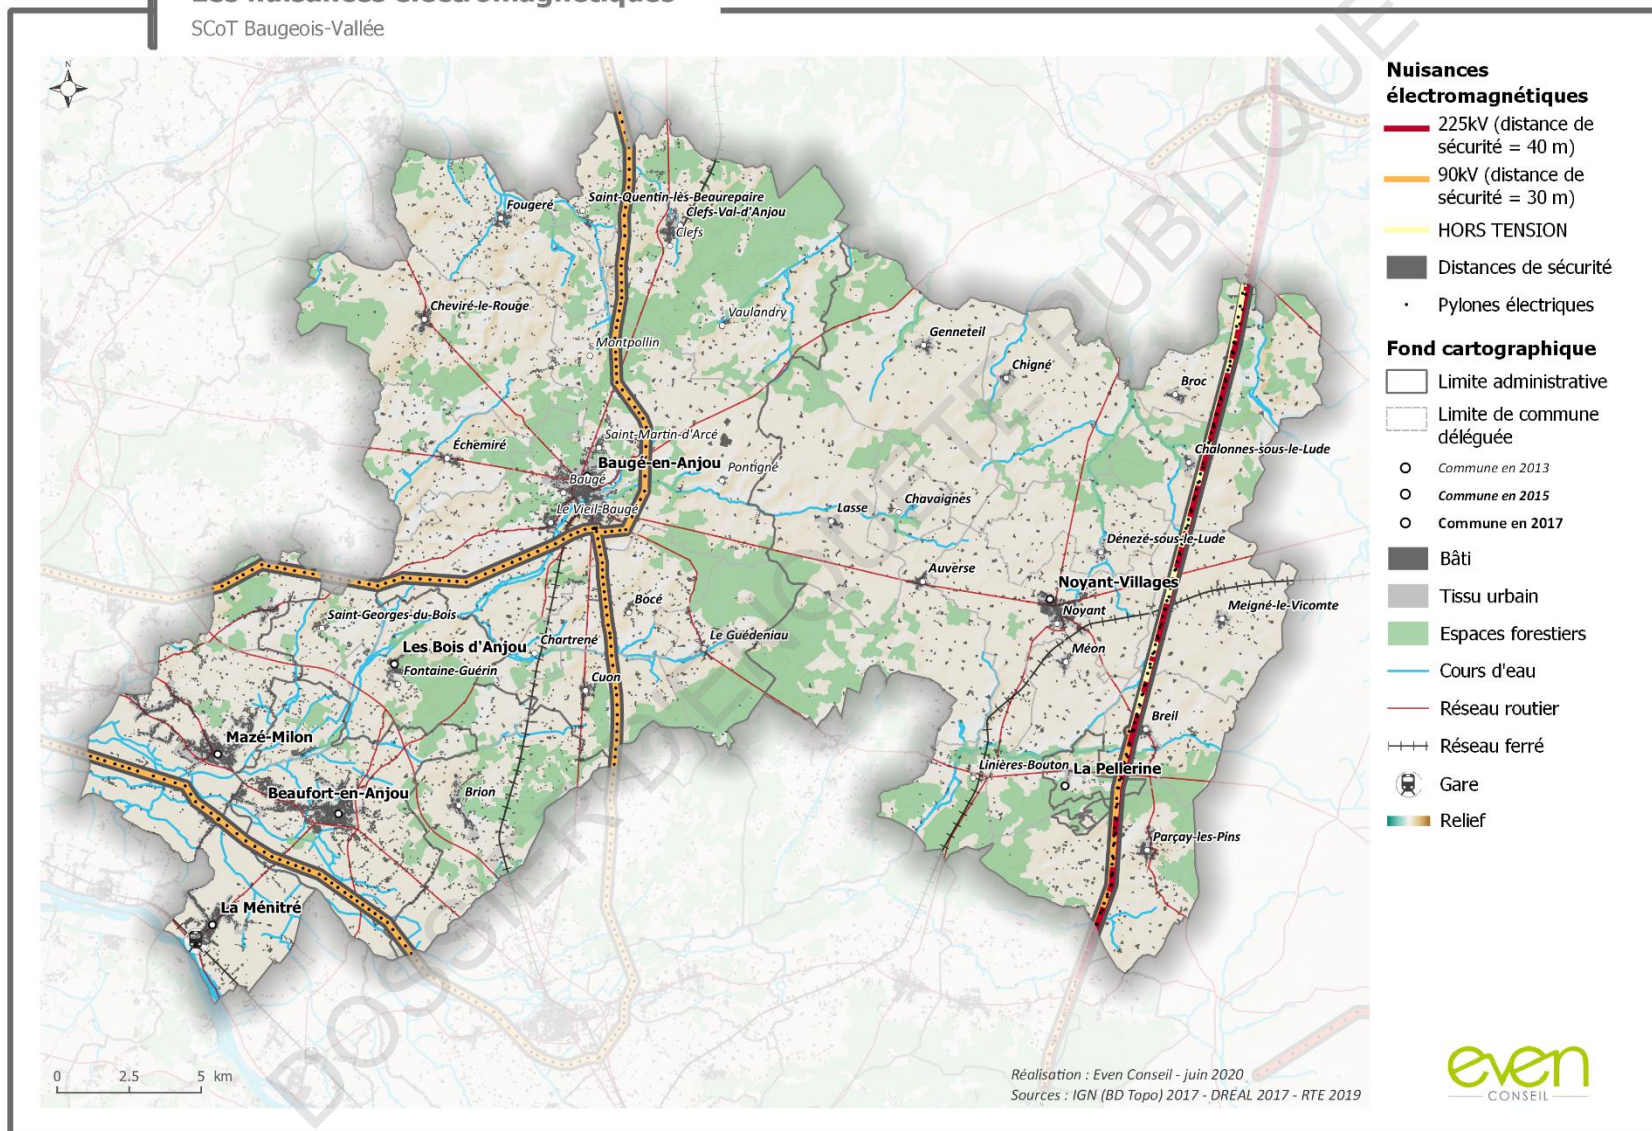 Les nuisances électromagnétiques
SCoT Baugeois-Vallée
N
Fougeré
Saint-Quentin-lès-Beaurepaire
Clefs-Val-d'Anjou
Clefs
Cheviré-le-Rouge
Vaulandry
Montpollin
Genneteil
Chigné
Broc
Échemiré
Saint-Martin-d'Arcé
Baugé-en-Anjou
Baugé
Pontigné
Le Vieil-Baugé
Lasse
Chavaignes
Chalonnes-sous-le-Lude
Dénezé-sous-le-Lude
Auverse
Noyant-Villages
Noyant
Meigné-le-Vicomte
Méon
Bocé
Saint-Georges-du-Bois
Chartrené
Le Guédeniau
Les Bois d'Anjou
Fontaine-Guérin
Cuon
Breil
Mazé-Milon
Linières-Bouton
La Pellerine
Beaufort-en-Anjou
Brion
Parçay-les-Pins
La Ménitré
0 2.5 5 km
Réalisation : Even Conseil - juin 2020
Sources : IGN (BD Topo) 2017 - DREAL 2017 - RTE 2019
DOSSIER D'ENQUETE PUBLIQUE
Nuisances
électromagnétiques
225kV (distance de
sécurité = 40 m)
90kV (distance de
sécurité = 30 m)
HORS TENSION
Distances de sécurité
Pylones électriques
Fond cartographique
Limite administrative
Limite de commune
déléguée
Commune en 2013
Commune en 2015
Commune en 2017
Bâti
Tissu urbain
Espaces forestiers
Cours d'eau
Réseau routier
Réseau ferré
Gare
Relief
even
CONSEIL